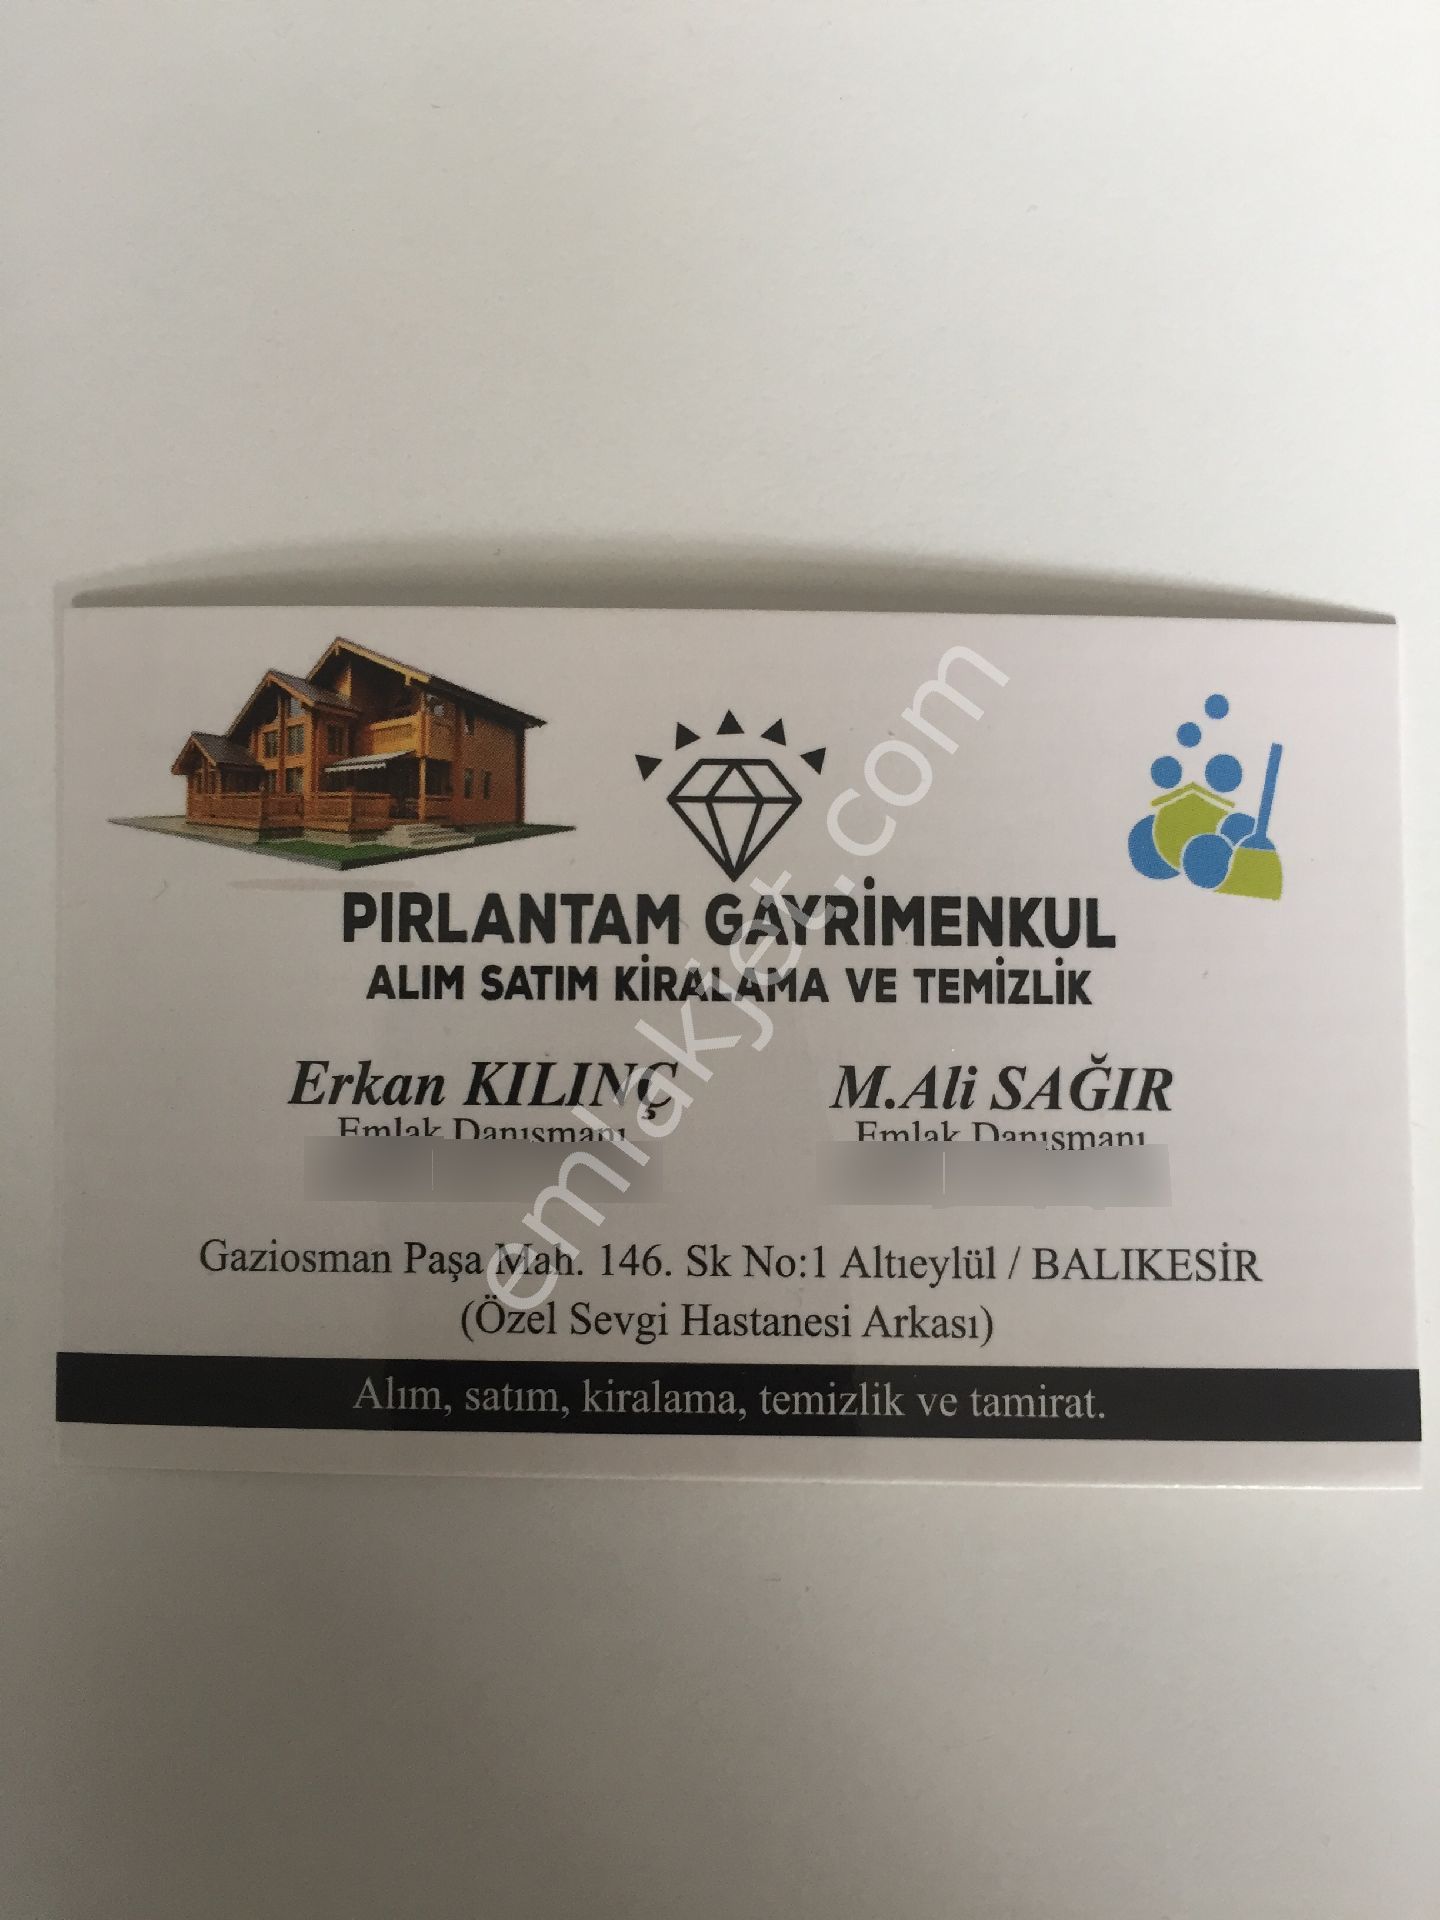 PIRLANTAM GAYRİMENKUL
ALIM SATIM KİRALAMA VE TEMİZLİK
Erkan KILINÇ
M.Ali SAĞIR
Emlak Danışmanı
Emlak Danışmanı
Gaziosman Paşa Mah. 146. Sk No:1 Altıeylül / BALIKESİR
(Özel Sevgi Hastanesi Arkası)
Alım, satım, kiralama, temizlik ve tamirat.
emlakjet.com